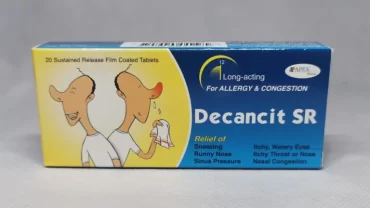 20 Sustained Release Film Coated Tablets
12
Long-acting
For ALLERGY & CONGESTION
APEX
Decancit SR
Relief of
Sneezing
Runny Nose
Sinus Pressure
Itchy, Watery Eyes
Itchy Throat or Nose
Nasal Congestion